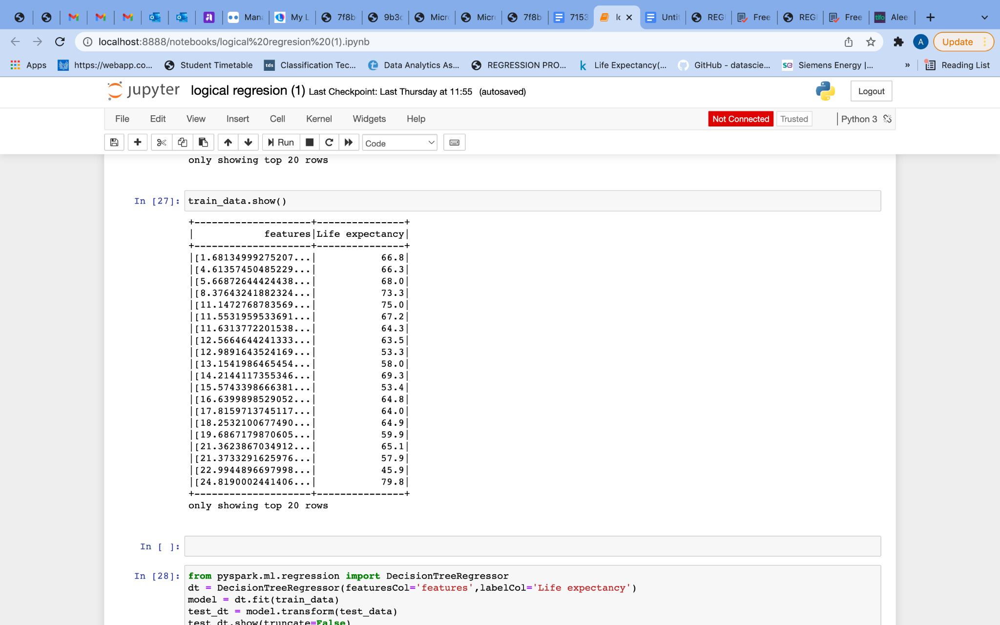 Mana My L 7f8b 9b3c Micro Micro 7f8b 7153 lo Untit REG Free REG Free tifo Alee
localhost:8888/notebooks/logical%20regresion%20(1).ipynb A Update
Apps https://webapp.co... Student Timetable tds Classification Tec... Data Analytics As... REGRESSION PRO... Life Expectancy(... GitHub - datascie... se Siemens Energy |... » Reading List
jupyter logical regresion (1) Last Checkpoint: Last Thursday at 11:55 (autosaved) Logout
File Edit View Insert Cell Kernel Widgets Help Not Connected Trusted Python 3
Run Code
only showing top 20 rows
In [27]: train_data.show()
+--------------------+---------------+
|            features|Life expectancy|
+--------------------+---------------+
|[1.68134999275207...|           66.8|
|[4.61357450485229...|           66.3|
|[5.66872644424438...|           68.0|
|[8.37643241882324...|           73.3|
|[11.1472768783569...|           75.0|
|[11.5531959533691...|           67.2|
|[11.6313772201538...|           64.3|
|[12.5664644241333...|           63.5|
|[12.9891643524169...|           53.3|
|[13.1541986465454...|           58.0|
|[14.2144117355346...|           69.3|
|[15.5743398666381...|           53.4|
|[16.6399898529052...|           64.8|
|[17.8159713745117...|           64.0|
|[18.2532100677490...|           64.9|
|[19.6867179870605...|           59.9|
|[21.3623867034912...|           65.1|
|[21.3733291625976...|           57.9|
|[22.9944896697998...|           45.9|
|[24.8190002441406...|           79.8|
+--------------------+---------------+
only showing top 20 rows
In [ ]:
In [28]: from pyspark.ml.regression import DecisionTreeRegressor
dt = DecisionTreeRegressor(featuresCol='features',labelCol='Life expectancy')
model = dt.fit(train_data)
test_dt = model.transform(test_data)
test_dt.show(truncate=False)